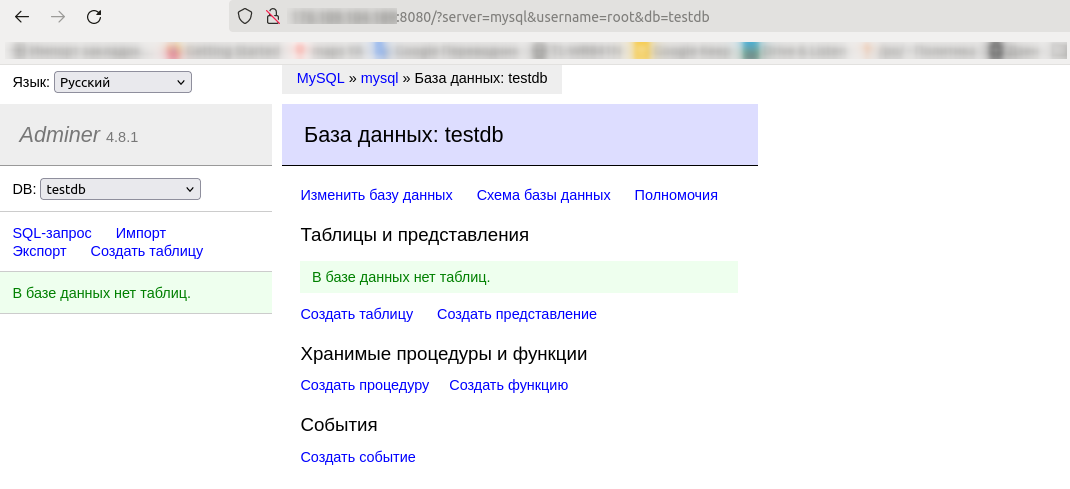 :8080/?server=mysql&username=root&db=testdb
Язык: Русский
MySQL » mysql » База данных: testdb
Adminer 4.8.1
База данных: testdb
DB: testdb
Изменить базу данных Схема базы данных Полномочия
SQL-запрос Импорт
Экспорт Создать таблицу
Таблицы и представления
В базе данных нет таблиц.
В базе данных нет таблиц.
Создать таблицу Создать представление
Хранимые процедуры и функции
Создать процедуру Создать функцию
События
Создать событие